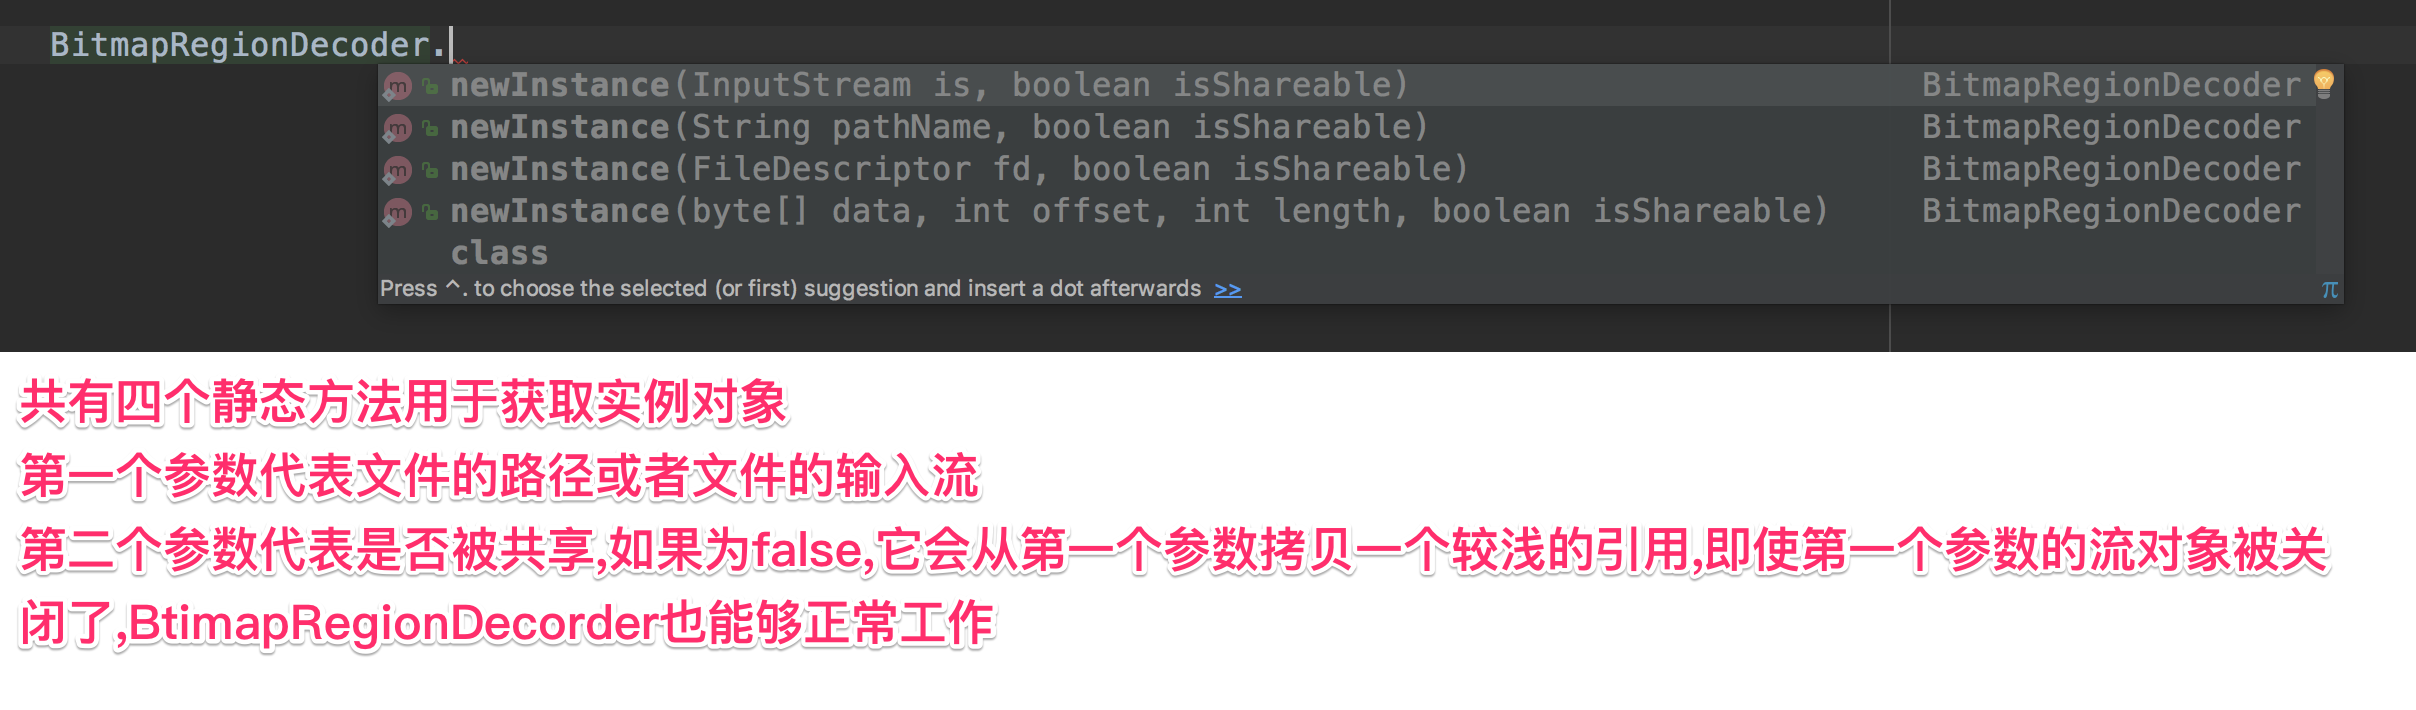 BitmapRegionDecoder.
newInstance(InputStream is, boolean isShareable) BitmapRegionDecoder
newInstance(String pathName, boolean isShareable) BitmapRegionDecoder
newInstance(FileDescriptor fd, boolean isShareable) BitmapRegionDecoder
newInstance(byte[] data, int offset, int length, boolean isShareable) BitmapRegionDecoder
class
Press ^. to choose the selected (or first) suggestion and insert a dot afterwards >> π
共有四个静态方法用于获取实例对象
第一个参数代表文件的路径或者文件的输入流
第二个参数代表是否被共享,如果为false,它会从第一个参数拷贝一个较浅的引用,即使第一个参数的流对象被关
闭了,BtimapRegionDecorder也能够正常工作